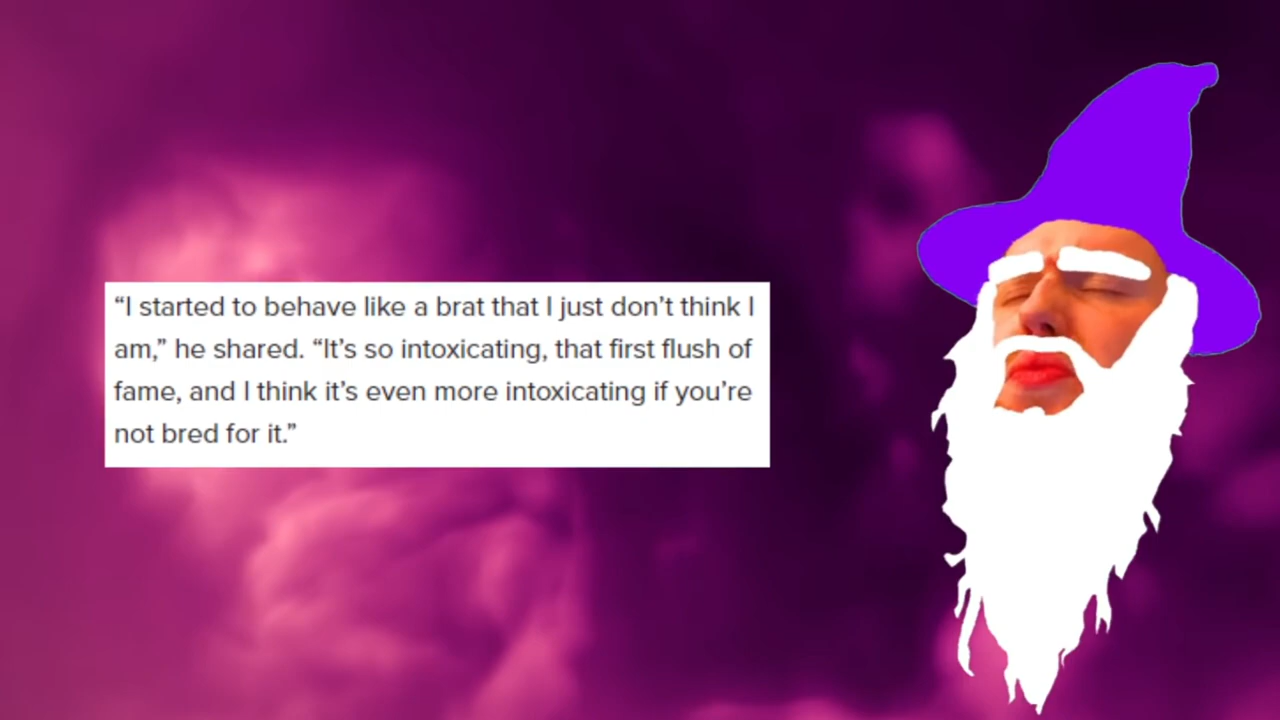 “I started to behave like a brat that I just don’t think I
am,” he shared. “It’s so intoxicating, that first flush of
fame, and I think it’s even more intoxicating if you’re
not bred for it.”